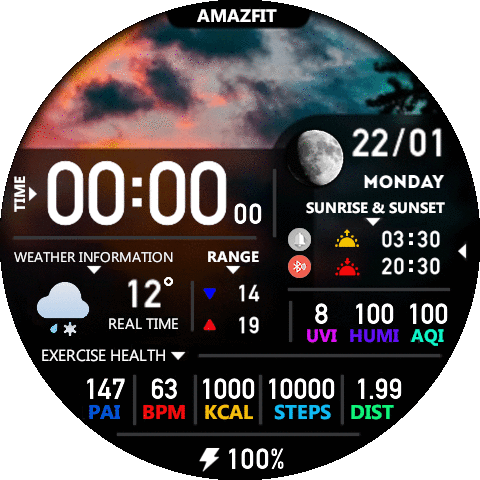 AMAZFIT
22/01
MONDAY
TIME
00:00 00
SUNRISE & SUNSET
03:30
20:30
WEATHER INFORMATION
12°
REAL TIME
RANGE
14
19
8 100 100
UVI HUMI AQI
EXERCISE HEALTH
147 63 1000 10000 1.99
PAI BPM KCAL STEPS DIST
100%